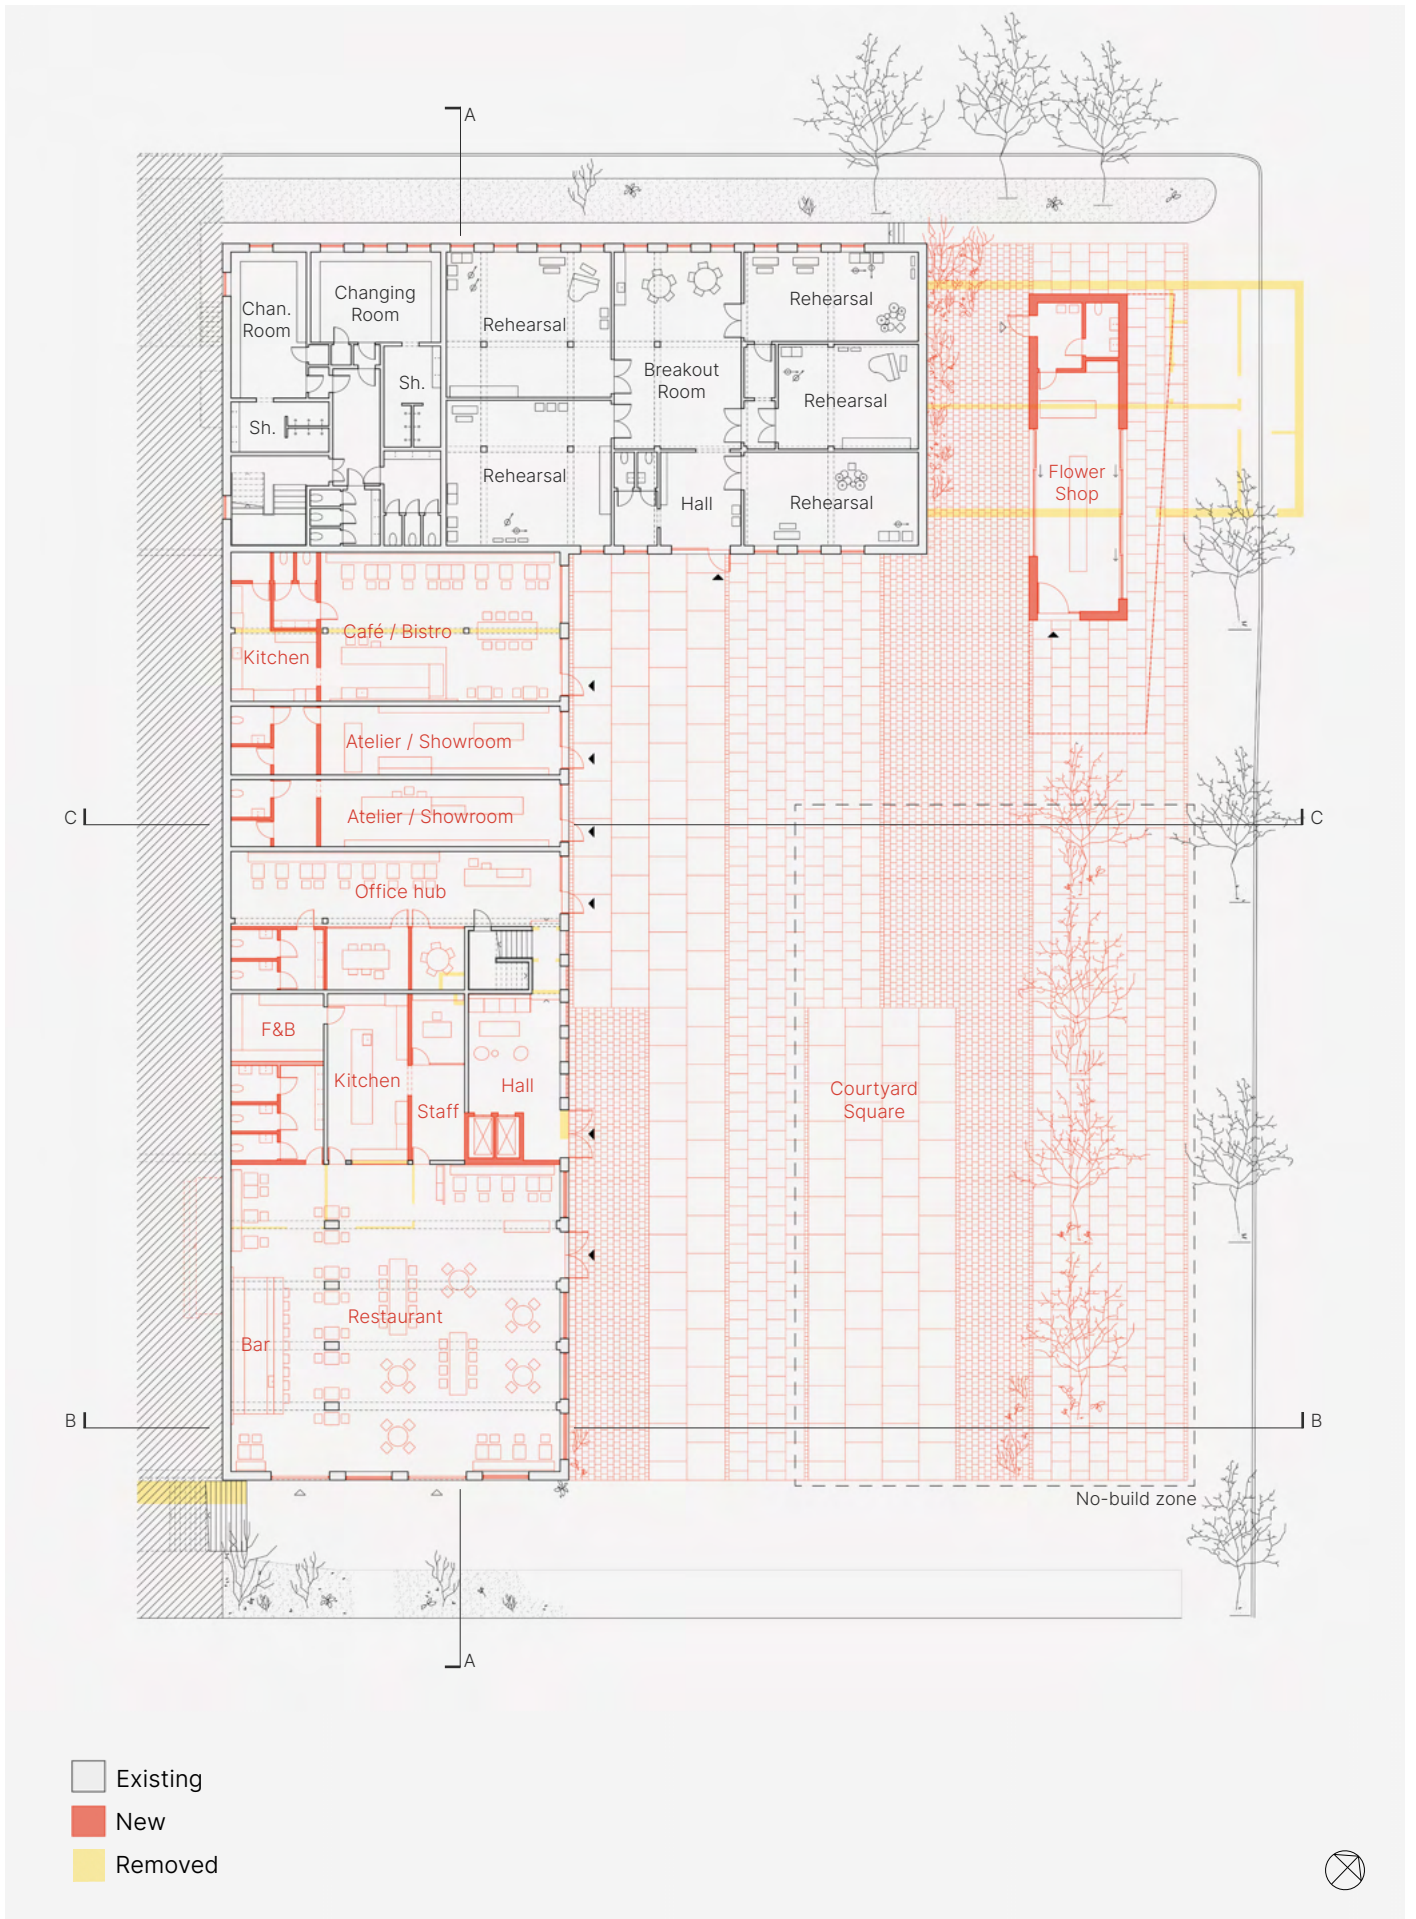 A
Chan.
Room
Changing
Room
Rehearsal
Rehearsal
Sh.
Breakout
Room
Rehearsal
Sh.
Rehearsal
Hall
Rehearsal
Flower
Shop
Café / Bistro
Kitchen
Atelier / Showroom
C
Atelier / Showroom
C
Office hub
F&B
Kitchen
Staff
Hall
Courtyard
Square
Restaurant
Bar
B
B
No-build zone
A
Existing
New
Removed